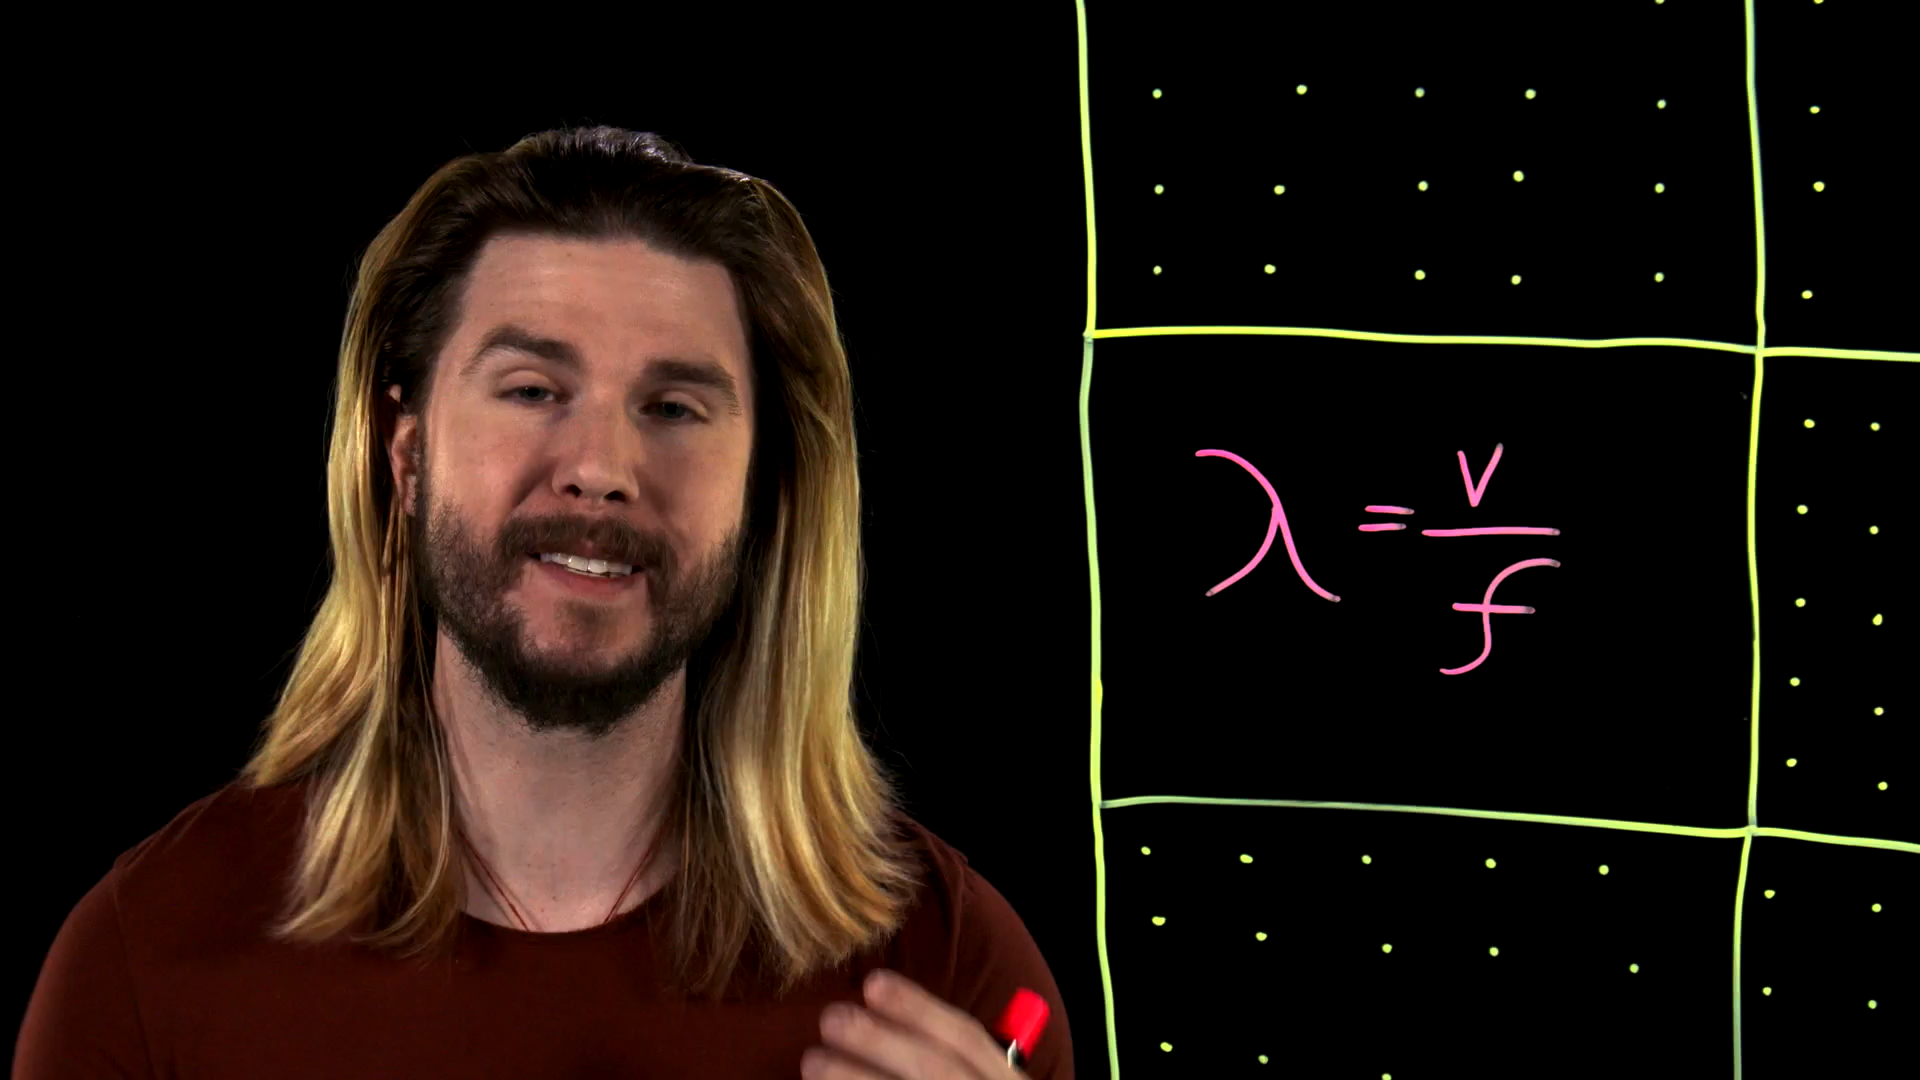 λ = v/f